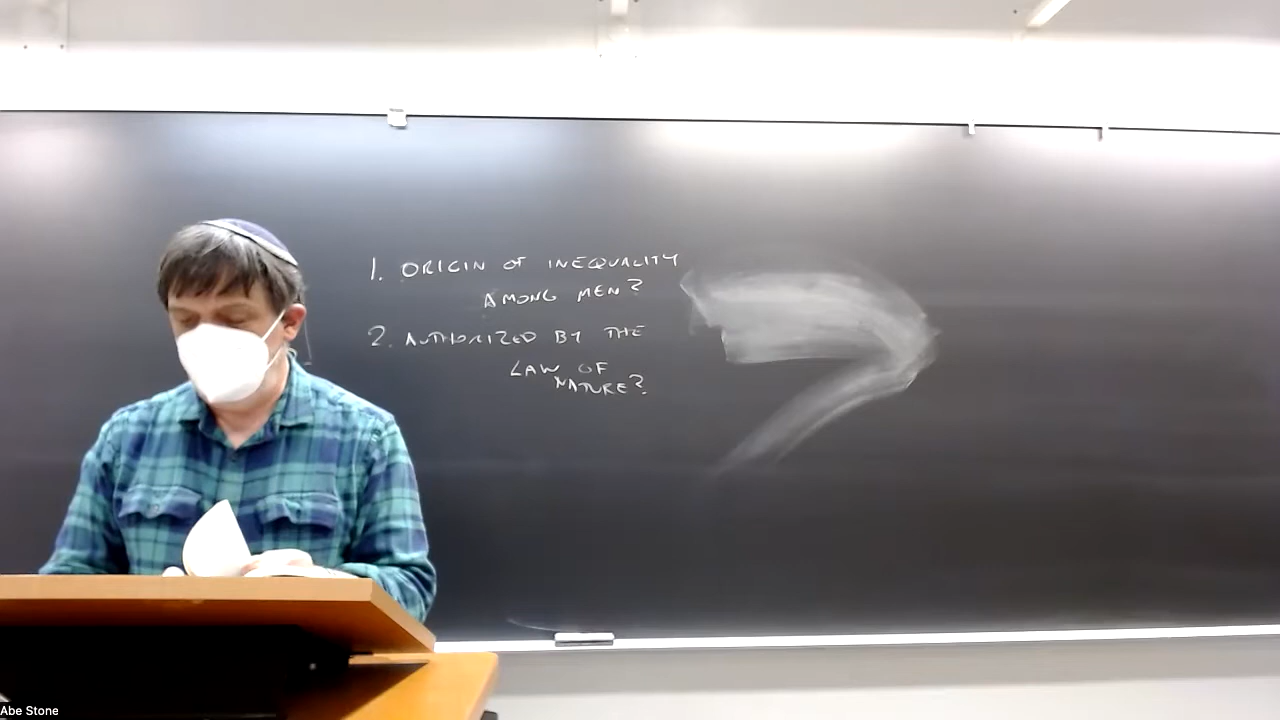 1. ORIGIN OF INEQUALITY
AMONG MEN?
2. AUTHORIZED BY THE
LAW OF
NATURE?
Abe Stone